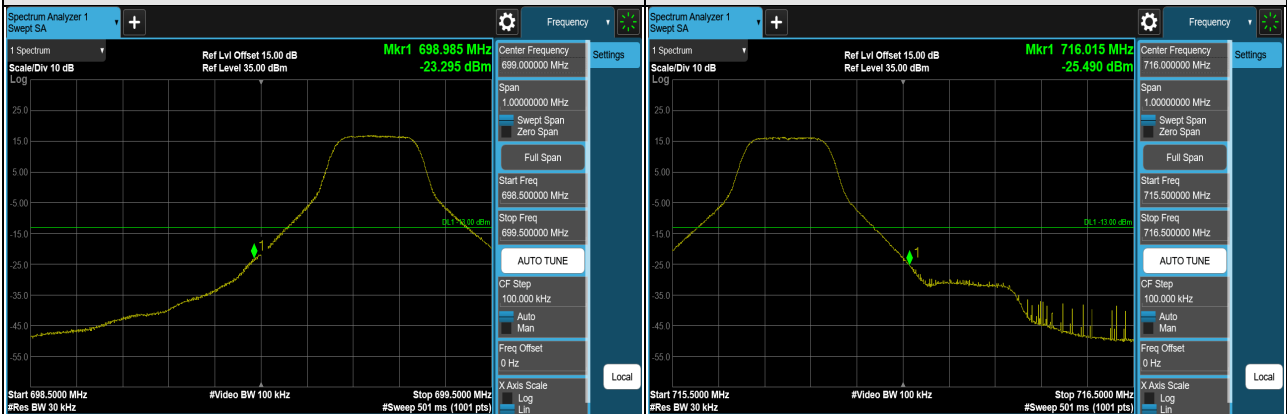 Spectrum Analyzer 1
Swept SA
Frequency
1 Spectrum
Scale/Div 10 dB
Ref Lvl Offset 15.00 dB
Ref Level 35.00 dBm
Mkr1 698.985 MHz
-23.295 dBm
Log
25.0
15.0
5.00
-5.00
-15.0
-25.0
-35.0
-45.0
-55.0
DL1 -13.00 dBm
1
Start 698.5000 MHz
#Res BW 30 kHz
#Video BW 100 kHz
Stop 699.5000 MHz
#Sweep 501 ms (1001 pts)
Center Frequency
699.000000 MHz
Settings
Span
1.00000000 MHz
Swept Span
Zero Span
Full Span
Start Freq
698.500000 MHz
Stop Freq
699.500000 MHz
AUTO TUNE
CF Step
100.000 kHz
Auto
Man
Freq Offset
0 Hz
Local
X Axis Scale
Log
Lin
Spectrum Analyzer 1
Swept SA
Frequency
1 Spectrum
Scale/Div 10 dB
Ref Lvl Offset 15.00 dB
Ref Level 35.00 dBm
Mkr1 716.015 MHz
-25.490 dBm
Log
25.0
15.0
5.00
-5.00
-15.0
-25.0
-35.0
-45.0
-55.0
DL1 -13.00 dBm
1
Start 715.5000 MHz
#Res BW 30 kHz
#Video BW 100 kHz
Stop 716.5000 MHz
#Sweep 501 ms (1001 pts)
Center Frequency
716.000000 MHz
Settings
Span
1.00000000 MHz
Swept Span
Zero Span
Full Span
Start Freq
715.500000 MHz
Stop Freq
716.500000 MHz
AUTO TUNE
CF Step
100.000 kHz
Auto
Man
Freq Offset
0 Hz
Local
X Axis Scale
Log
Lin